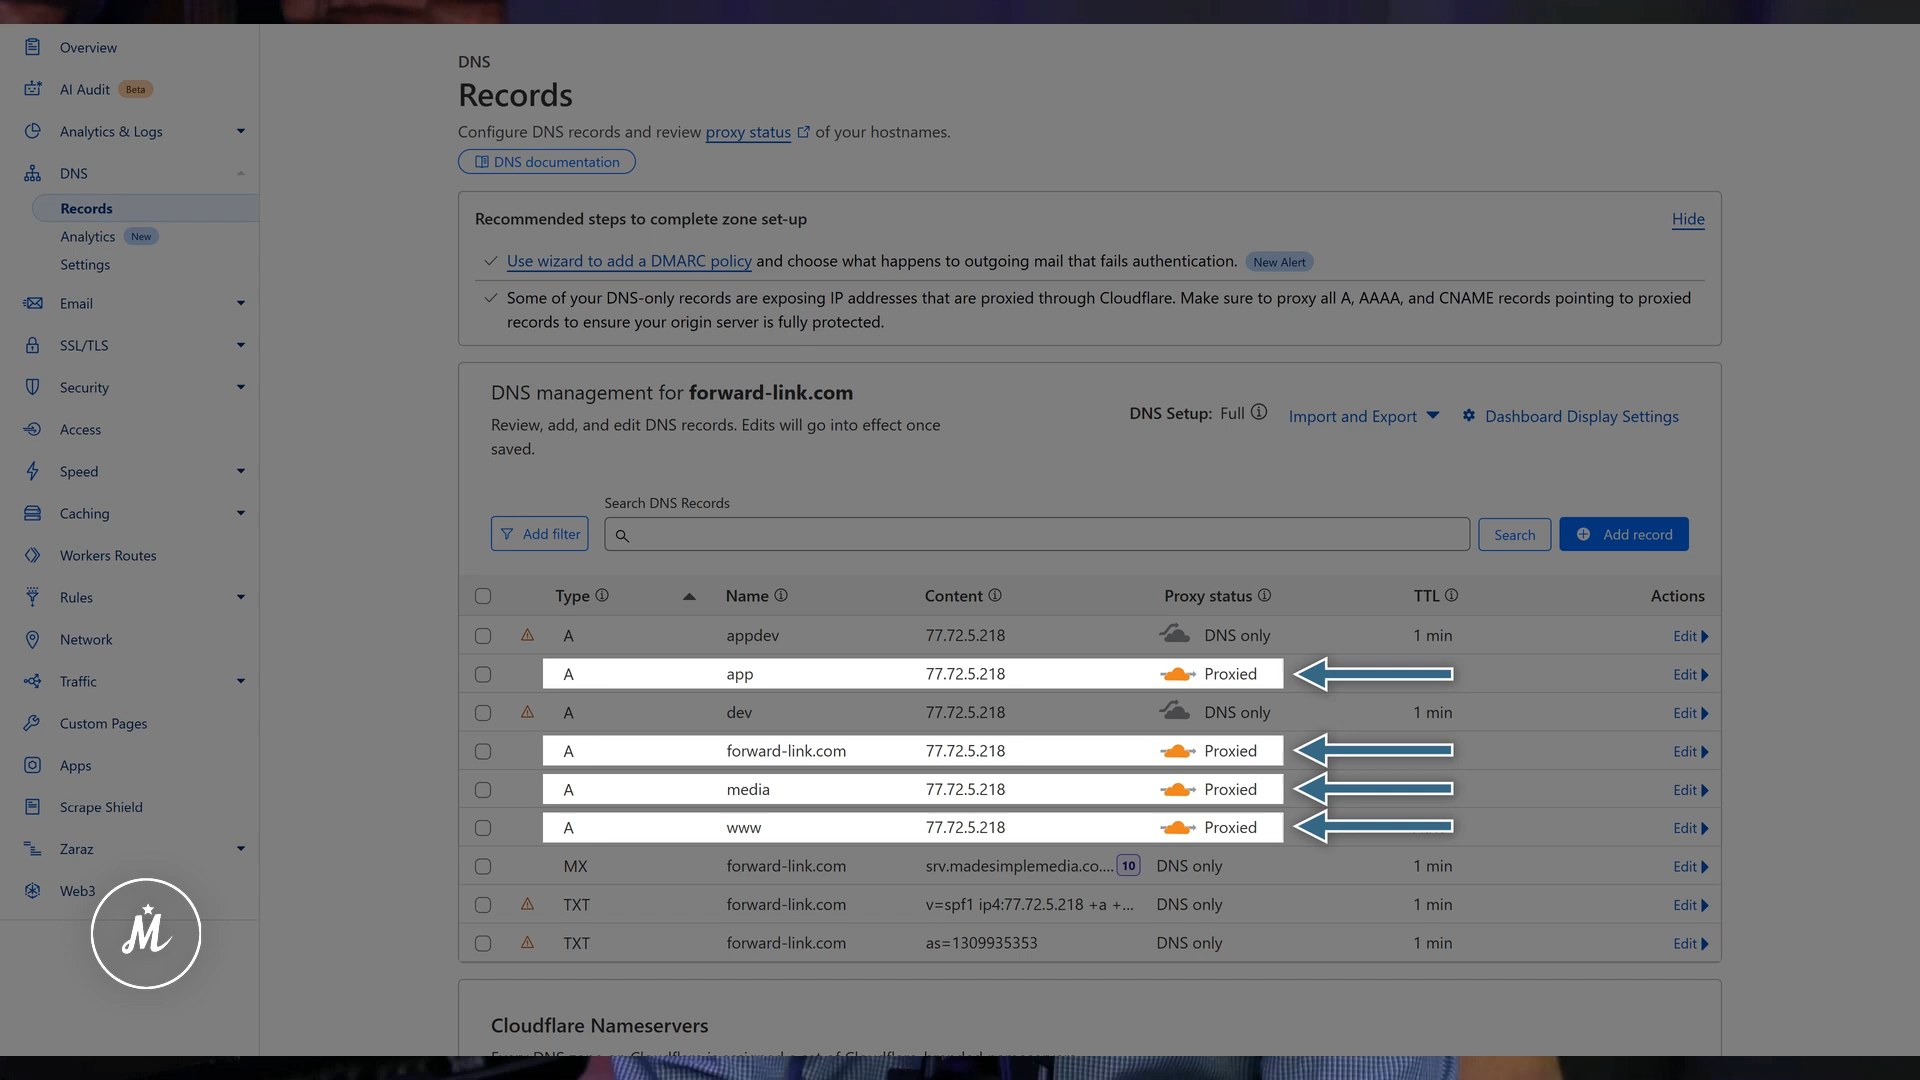 Overview
AI Audit Beta
Analytics & Logs
DNS
Records
Analytics New
Settings
Email
SSL/TLS
Security
Access
Speed
Caching
Workers Routes
Rules
Network
Traffic
Custom Pages
Apps
Scrape Shield
Zaraz
Web3
M
DNS
Records
Configure DNS records and review proxy status of your hostnames.
DNS documentation
Recommended steps to complete zone set-up Hide
Use wizard to add a DMARC policy and choose what happens to outgoing mail that fails authentication. New Alert
Some of your DNS-only records are exposing IP addresses that are proxied through Cloudflare. Make sure to proxy all A, AAAA, and CNAME records pointing to proxied
records to ensure your origin server is fully protected.
DNS management for forward-link.com
Review, add, and edit DNS records. Edits will go into effect once
saved.
DNS Setup: Full Import and Export Dashboard Display Settings
Search DNS Records
Add filter Search Add record
Type Name Content Proxy status TTL Actions
A appdev 77.72.5.218 DNS only 1 min Edit
A app 77.72.5.218 Proxied Edit
A dev 77.72.5.218 DNS only 1 min Edit
A forward-link.com 77.72.5.218 Proxied Edit
A media 77.72.5.218 Proxied Edit
A www 77.72.5.218 Proxied Edit
MX forward-link.com srv.madesimplemedia.co.... 10 DNS only 1 min Edit
TXT forward-link.com v=spf1 ip4:77.72.5.218 +a +... DNS only 1 min Edit
TXT forward-link.com as=1309935353 DNS only 1 min Edit
Cloudflare Nameservers